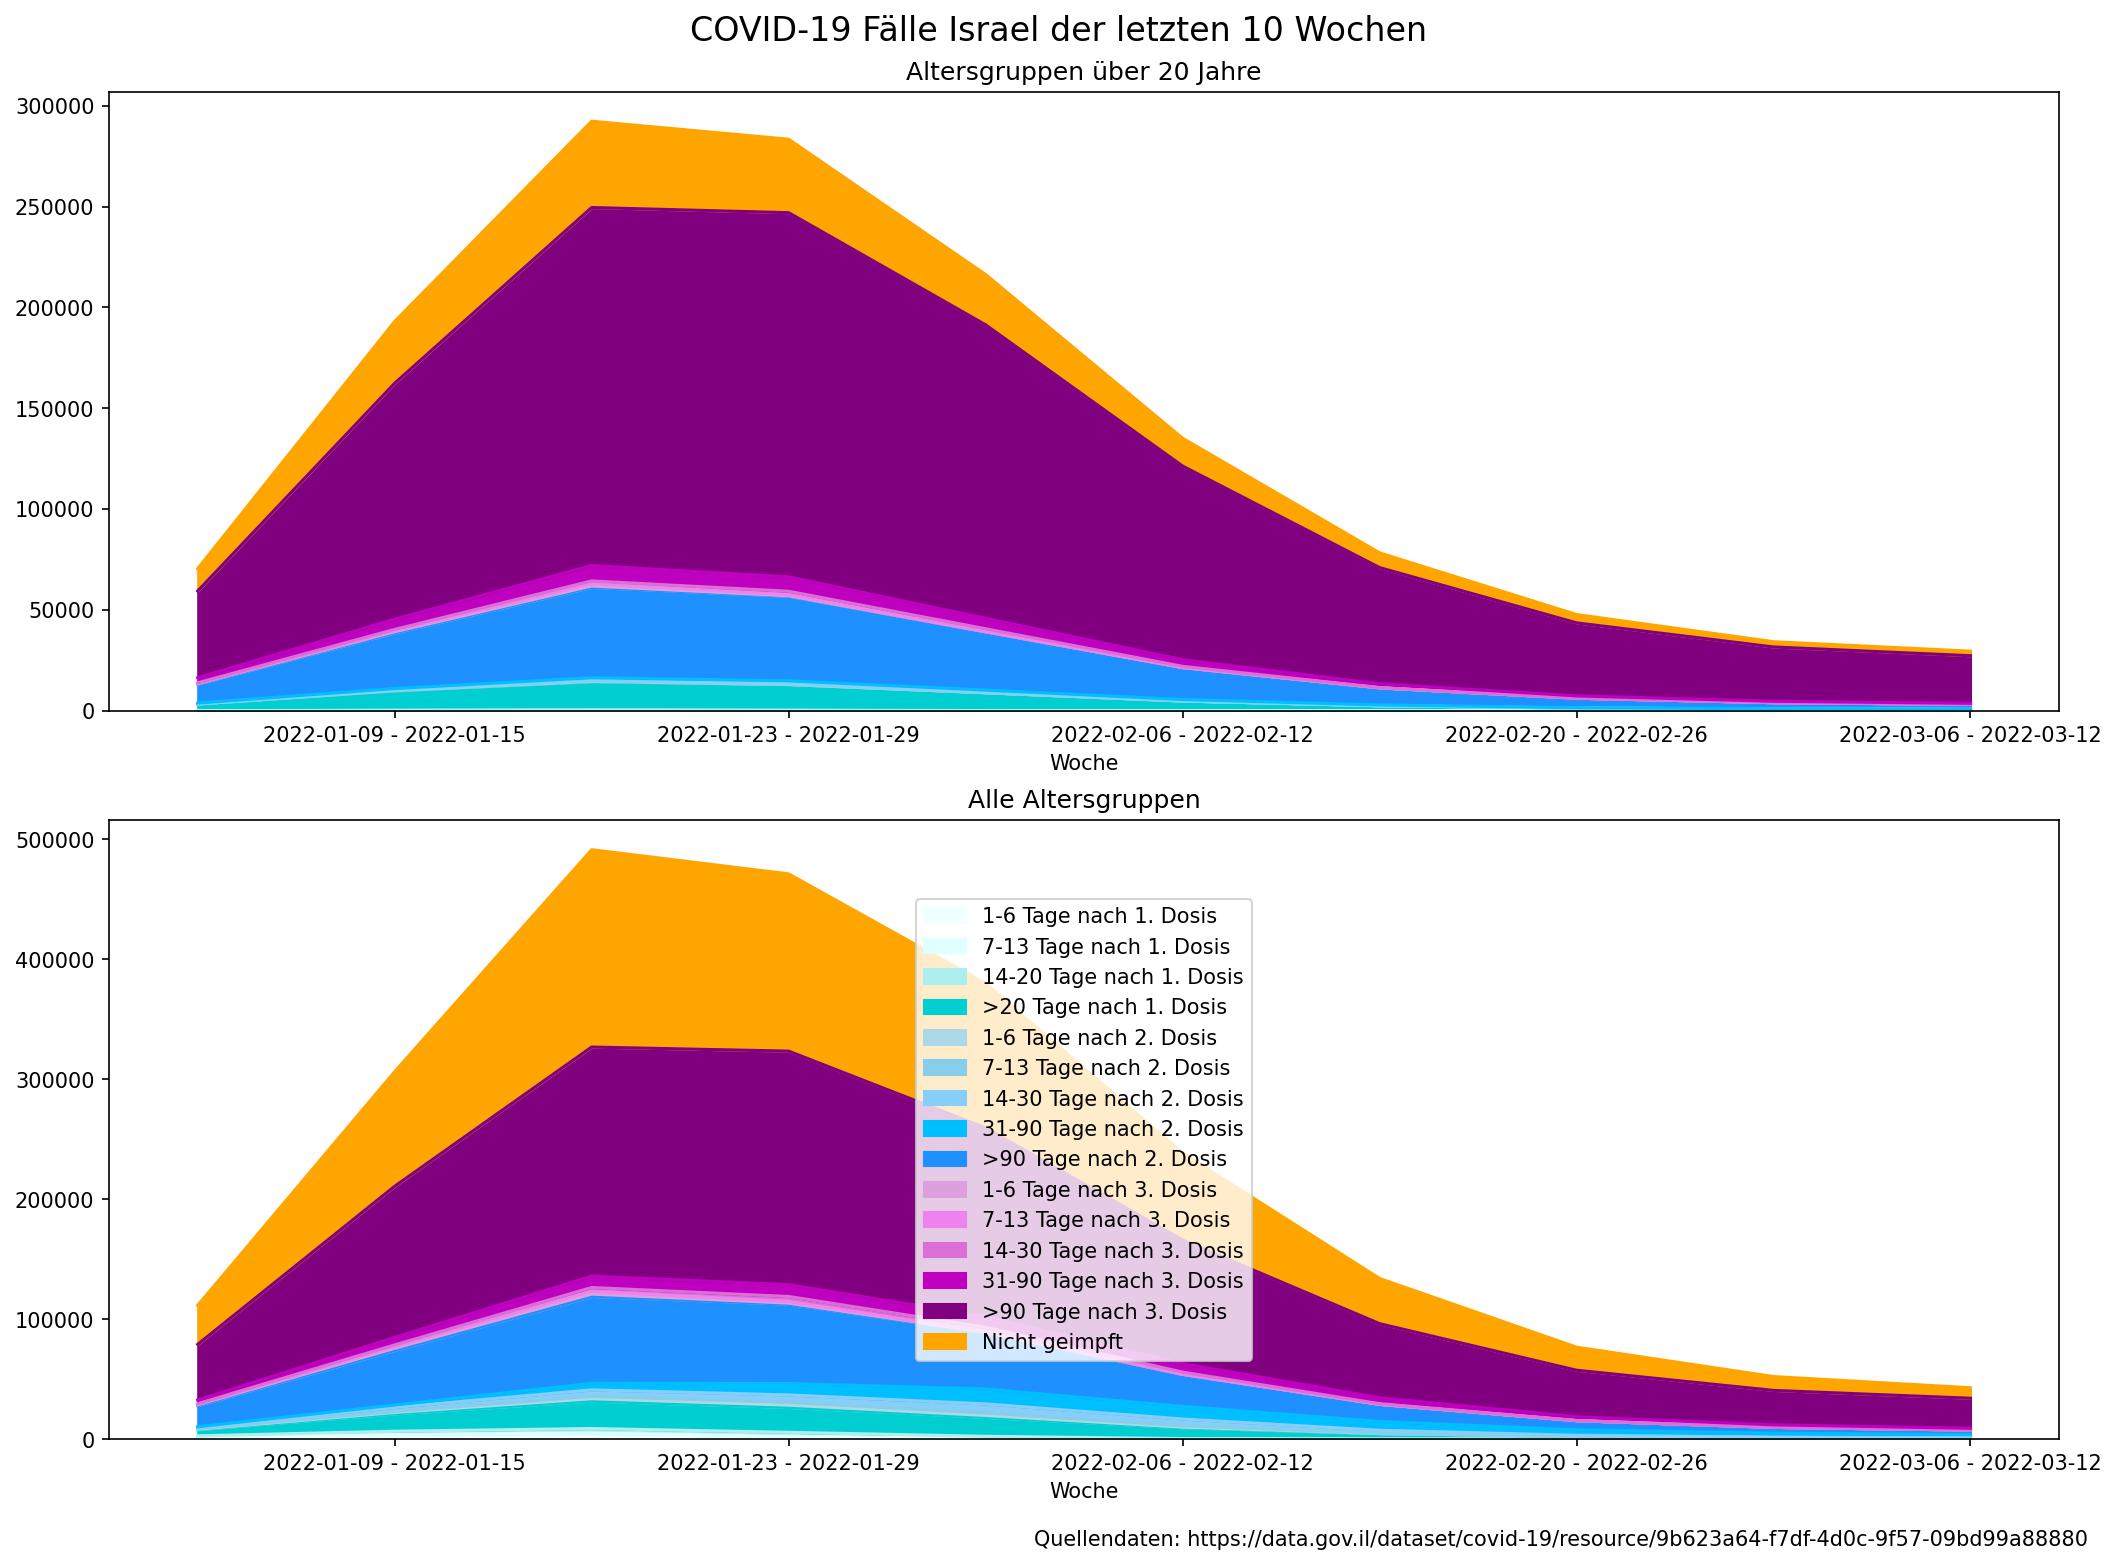 COVID-19 Fälle Israel der letzten 10 Wochen
Altersgruppen über 20 Jahre
300000
250000
200000
150000
100000
50000
0
2022-01-09 - 2022-01-15
2022-01-23 - 2022-01-29
2022-02-06 - 2022-02-12
2022-02-20 - 2022-02-26
2022-03-06 - 2022-03-12
Woche
Alle Altersgruppen
500000
400000
300000
200000
100000
0
1-6 Tage nach 1. Dosis
7-13 Tage nach 1. Dosis
14-20 Tage nach 1. Dosis
>20 Tage nach 1. Dosis
1-6 Tage nach 2. Dosis
7-13 Tage nach 2. Dosis
14-30 Tage nach 2. Dosis
31-90 Tage nach 2. Dosis
>90 Tage nach 2. Dosis
1-6 Tage nach 3. Dosis
7-13 Tage nach 3. Dosis
14-30 Tage nach 3. Dosis
31-90 Tage nach 3. Dosis
>90 Tage nach 3. Dosis
Nicht geimpft
2022-01-09 - 2022-01-15
2022-01-23 - 2022-01-29
2022-02-06 - 2022-02-12
2022-02-20 - 2022-02-26
2022-03-06 - 2022-03-12
Woche
Quellendaten: https://data.gov.il/dataset/covid-19/resource/9b623a64-f7df-4d0c-9f57-09bd99a88880